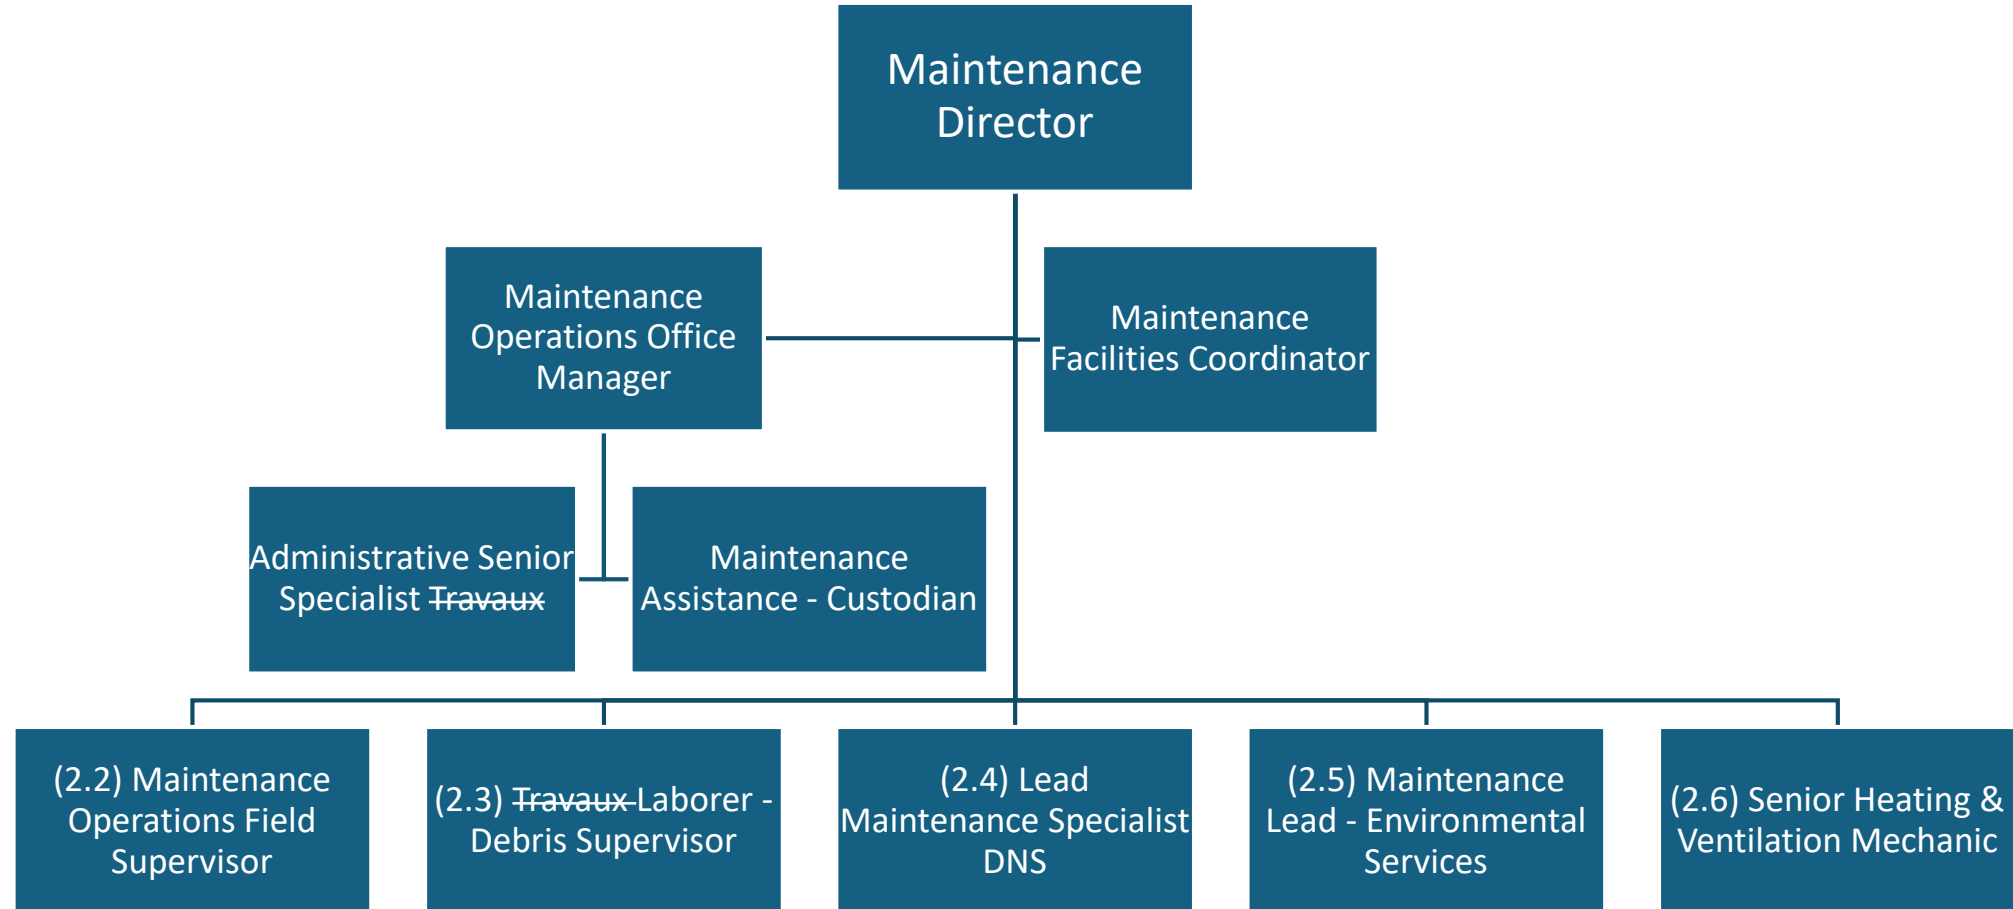 Maintenance
Director
Maintenance
Operations Office
Manager
Maintenance
Facilities Coordinator
Administrative Senior
Specialist Travaux
Maintenance
Assistance - Custodian
(2.2) Maintenance
Operations Field
Supervisor
(2.3) Travaux Laborer -
Debris Supervisor
(2.4) Lead
Maintenance Specialist
DNS
(2.5) Maintenance
Lead - Environmental
Services
(2.6) Senior Heating &
Ventilation Mechanic